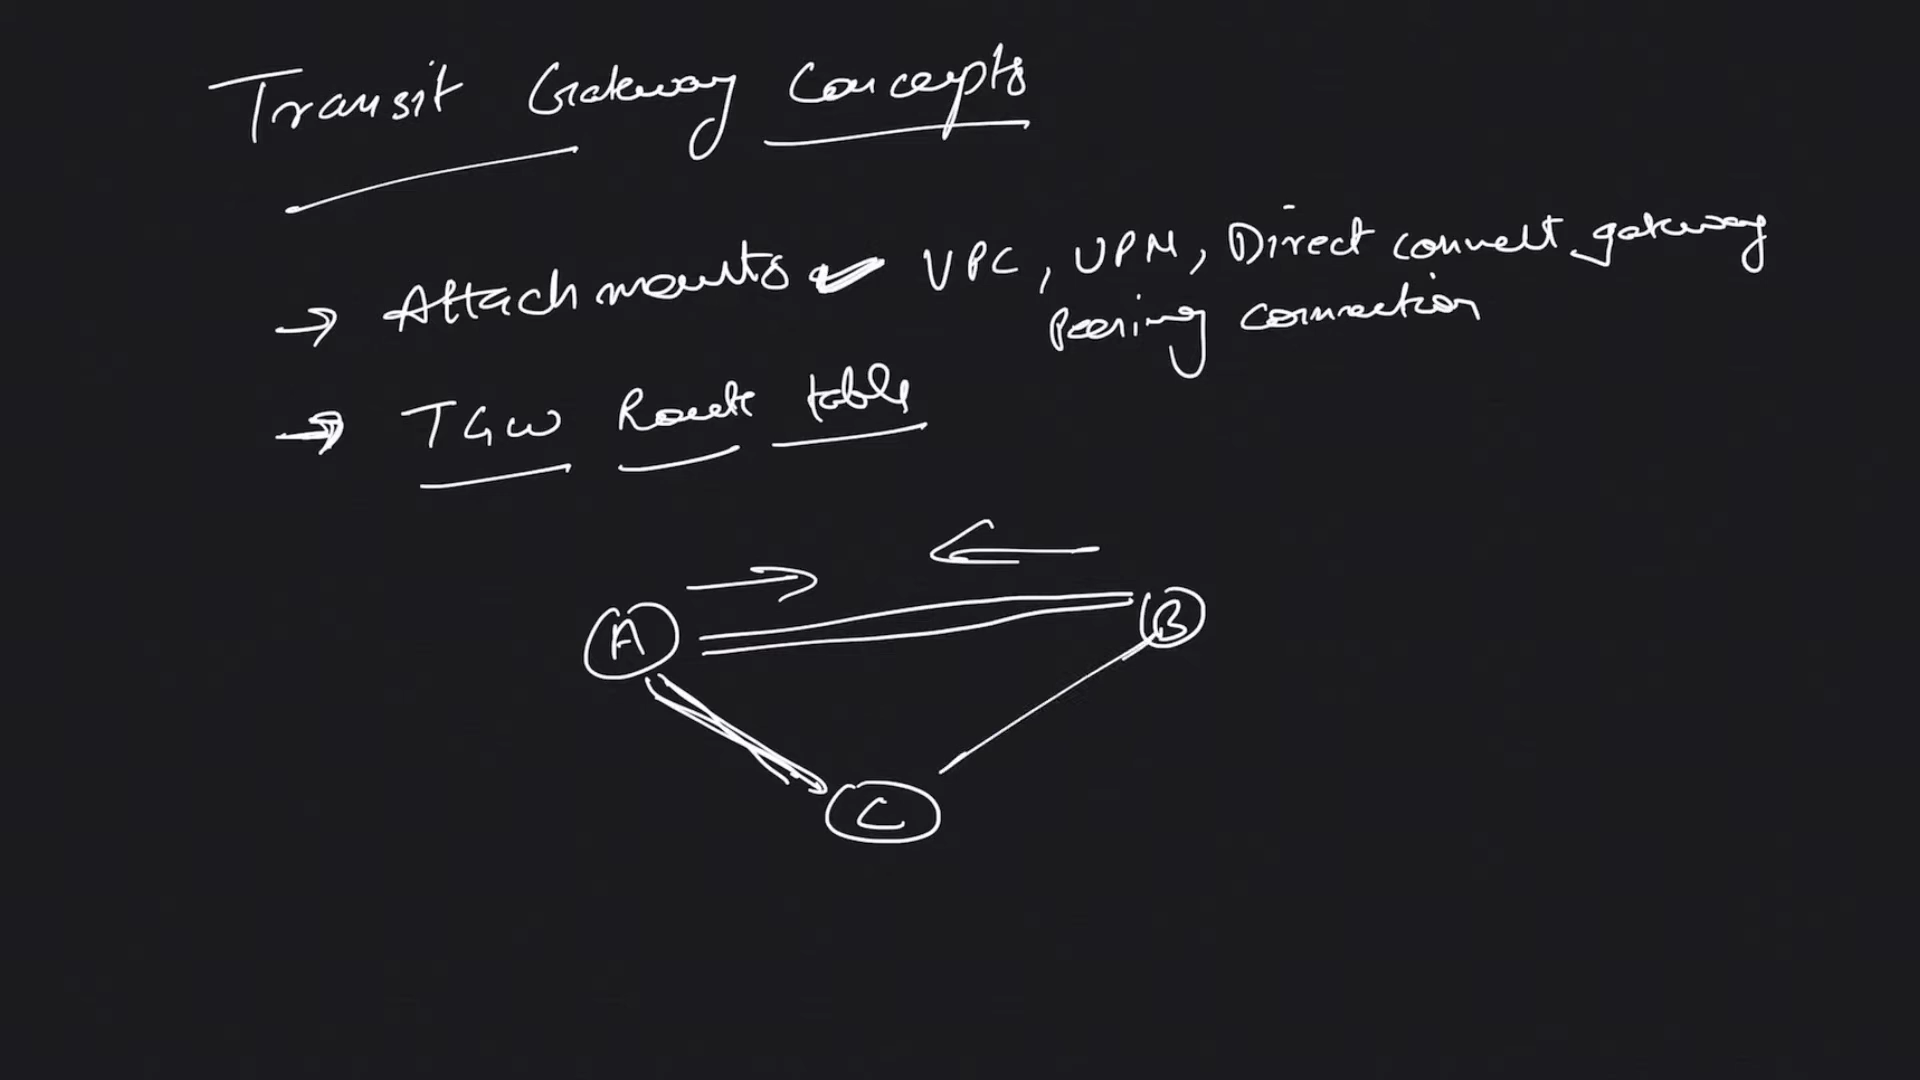 Transit Gateway Concepts
→ Attachments ✓ VPC, VPN, Direct connect gateway
Peering connection
→ TGW Route table
A
B
C